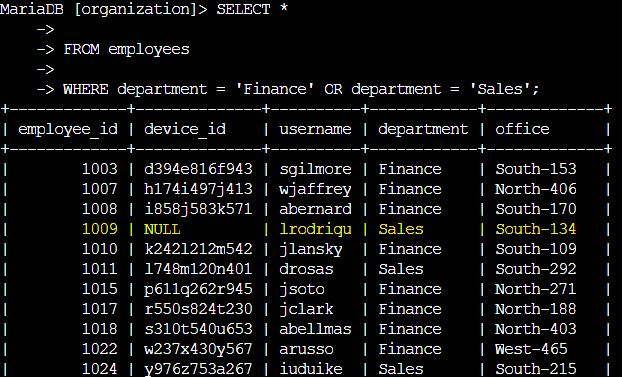 MariaDB [organization]> SELECT *
    ->
    -> FROM employees
    ->
    -> WHERE department = 'Finance' OR department = 'Sales';
+-------------+--------------+----------+------------+-----------+
| employee_id | device_id    | username | department | office    |
+-------------+--------------+----------+------------+-----------+
|        1003 | d394e816f943 | sgilmore | Finance    | South-153 |
|        1007 | h174i497j413 | wjaffrey | Finance    | North-406 |
|        1008 | i858j583k571 | abernard | Finance    | South-170 |
|        1009 | NULL         | lrodriqu | Sales      | South-134 |
|        1010 | k242l212m542 | jlansky  | Finance    | South-109 |
|        1011 | l748m120n401 | drosas   | Sales      | South-292 |
|        1015 | p611q262r945 | jsoto    | Finance    | North-271 |
|        1017 | r550s824t230 | jclark   | Finance    | North-188 |
|        1018 | s310t540u653 | abellmas | Finance    | North-403 |
|        1022 | w237x430y567 | arusso   | Finance    | West-465  |
|        1024 | y976z753a267 | iuduike  | Sales      | South-215 |